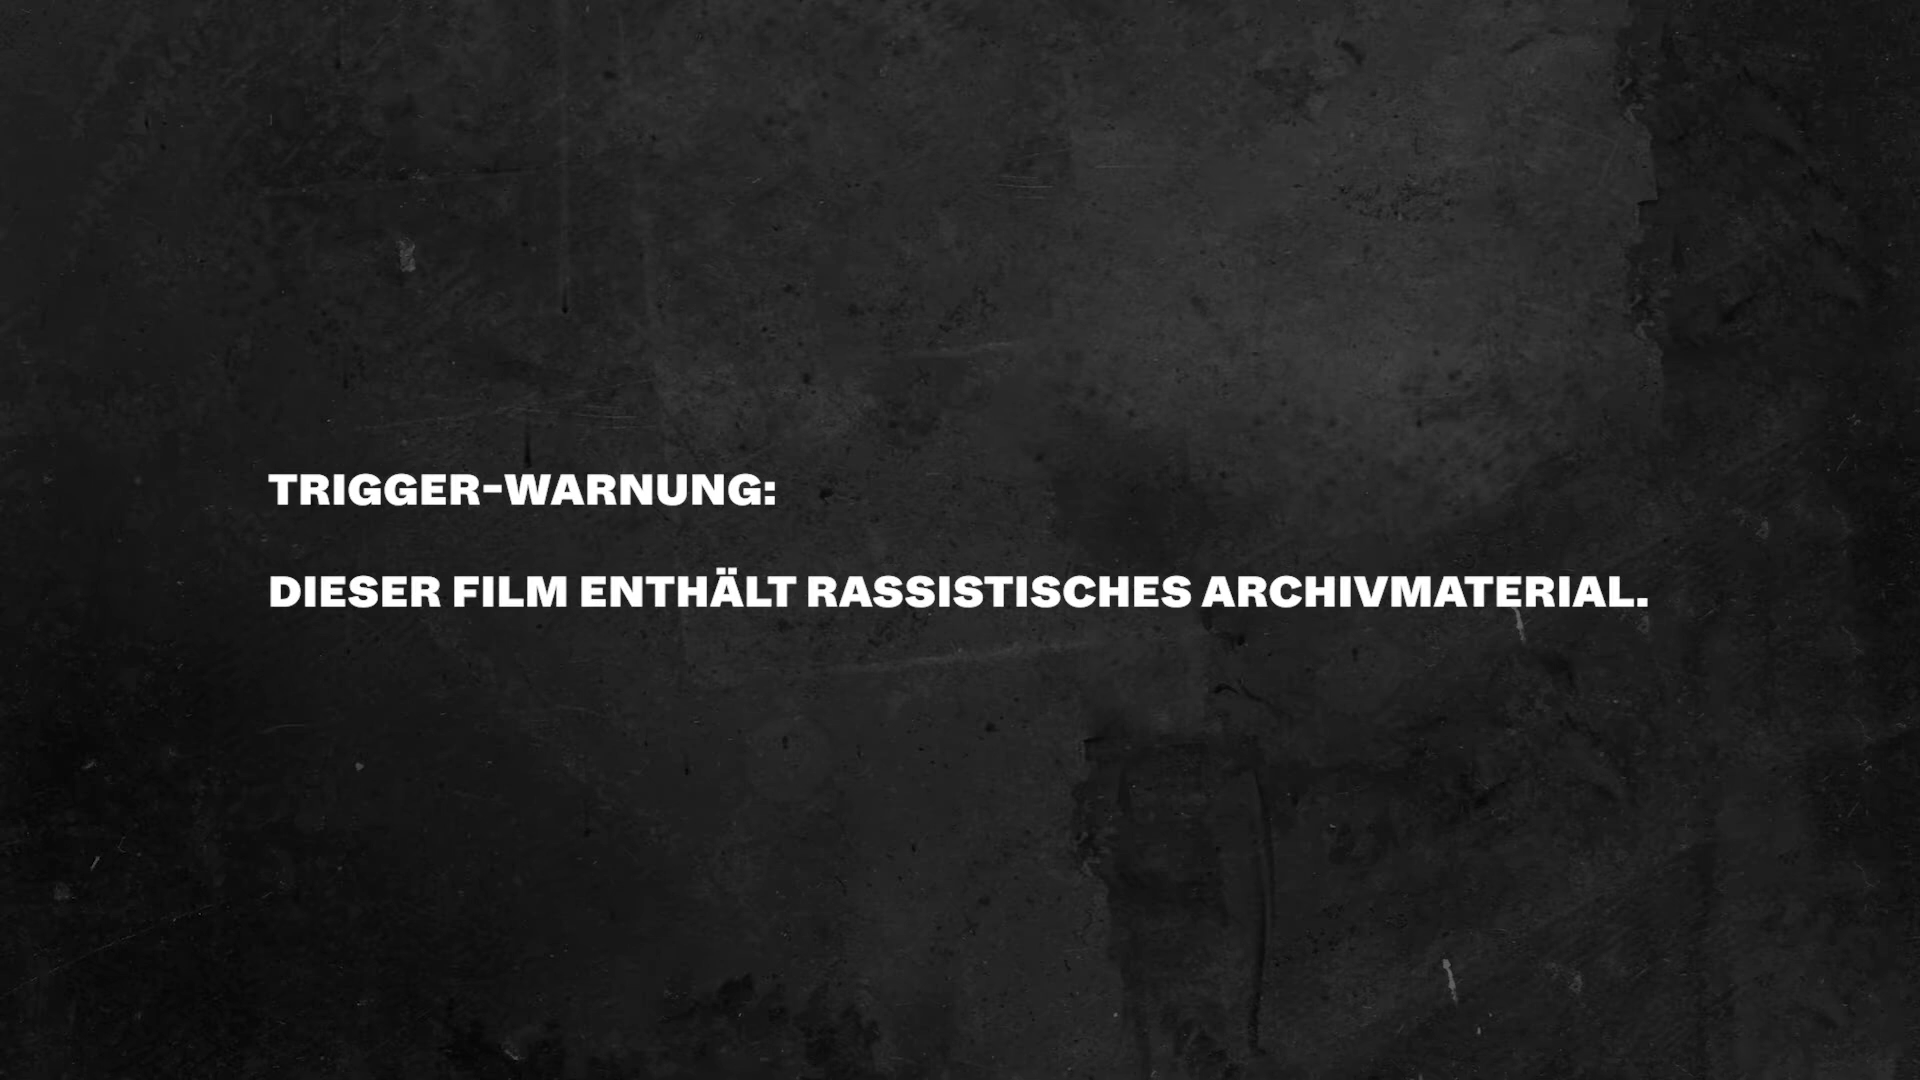 TRIGGER-WARNUNG:
DIESER FILM ENTHÄLT RASSISTISCHES ARCHIVMATERIAL.